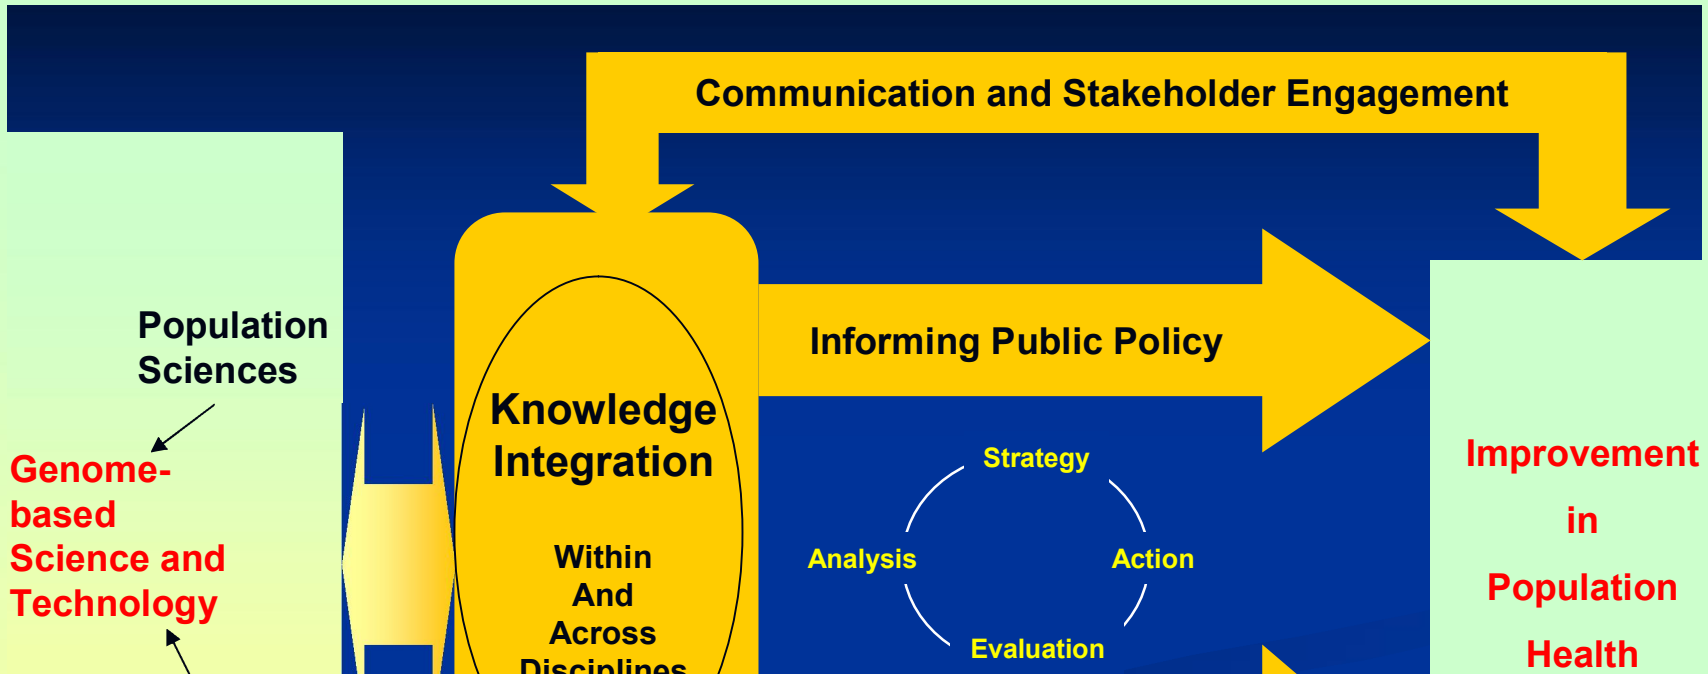 Communication and Stakeholder Engagement
Population
Sciences
Genome-
based
Science and
Technology
Knowledge
Integration
Within
And
Across
Disciplines
Informing Public Policy
Strategy
Analysis
Action
Evaluation
Improvement
in
Population
Health